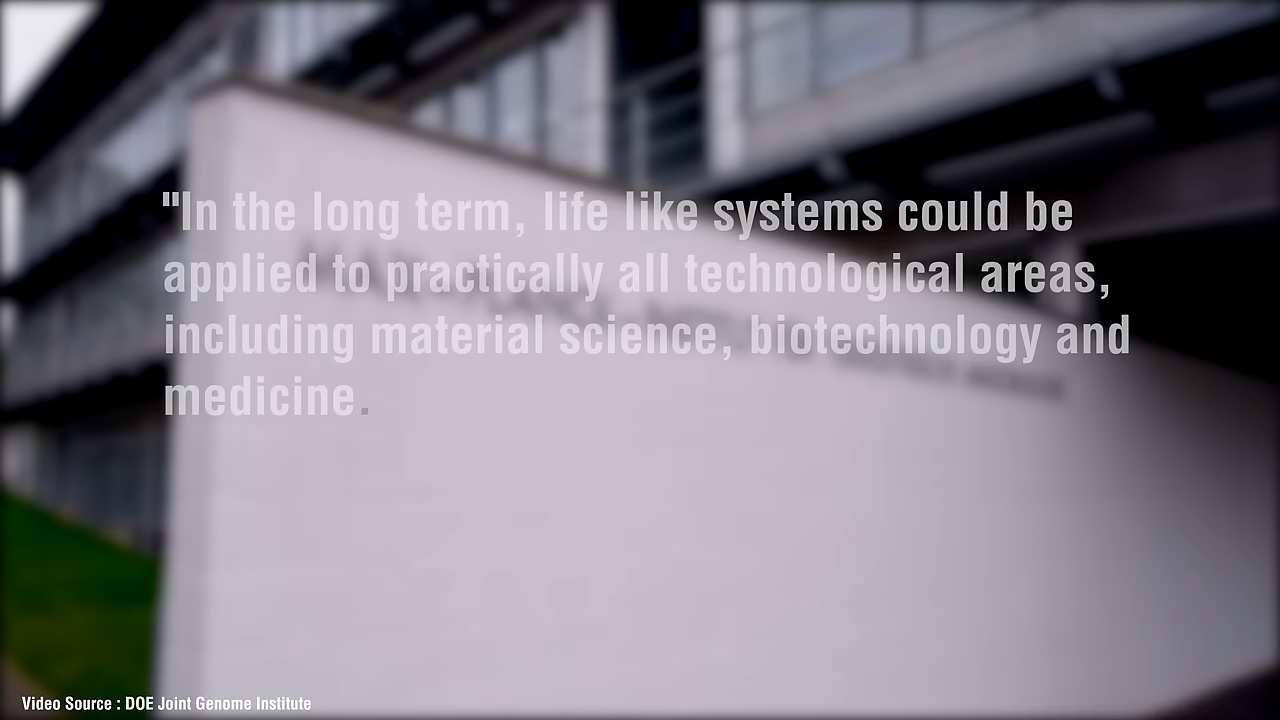 "In the long term, life like systems could be
applied to practically all technological areas,
including material science, biotechnology and
medicine.
Video Source : DOE Joint Genome Institute